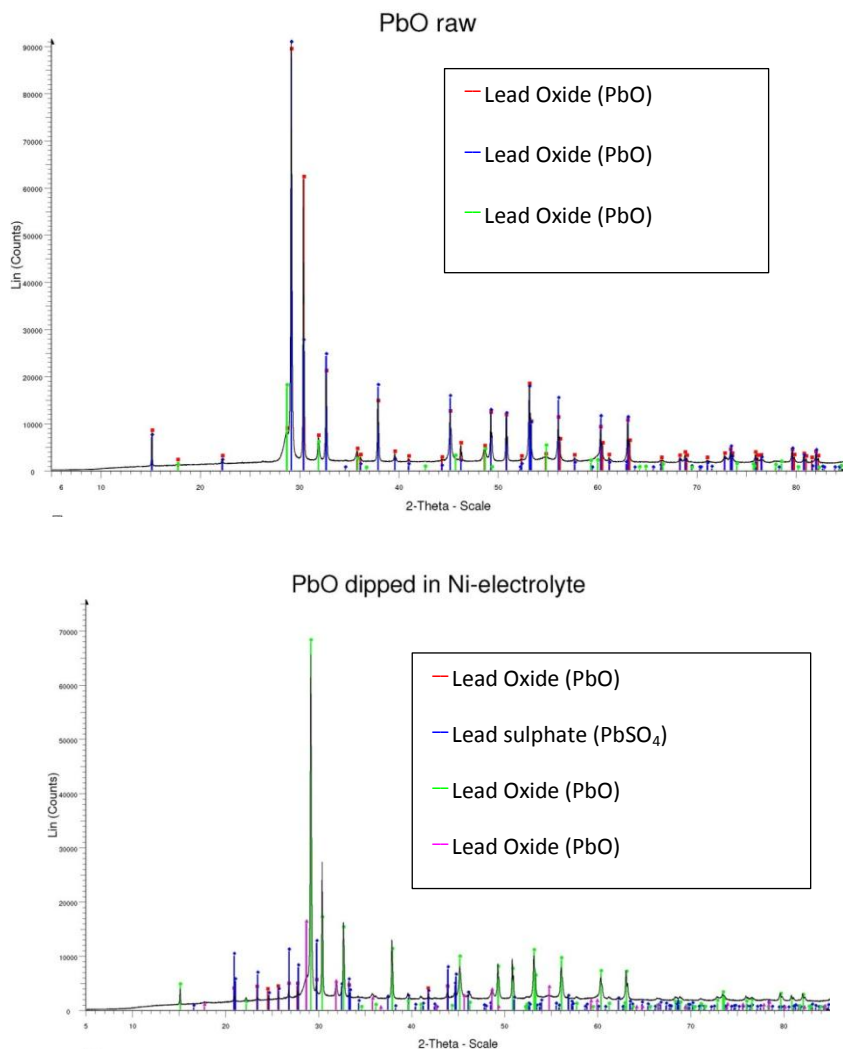 PbO raw
90000
80000
70000
60000
50000
40000
30000
20000
10000
0
Lin (Counts)
Lead Oxide (PbO)
Lead Oxide (PbO)
Lead Oxide (PbO)
6 10 20 30 40 50 60 70 80
2-Theta - Scale
PbO dipped in Ni-electrolyte
70000
60000
50000
40000
30000
20000
10000
0
Lin (Counts)
Lead Oxide (PbO)
Lead sulphate (PbSO₄)
Lead Oxide (PbO)
Lead Oxide (PbO)
5 10 20 30 40 50 60 70 80
2-Theta - Scale